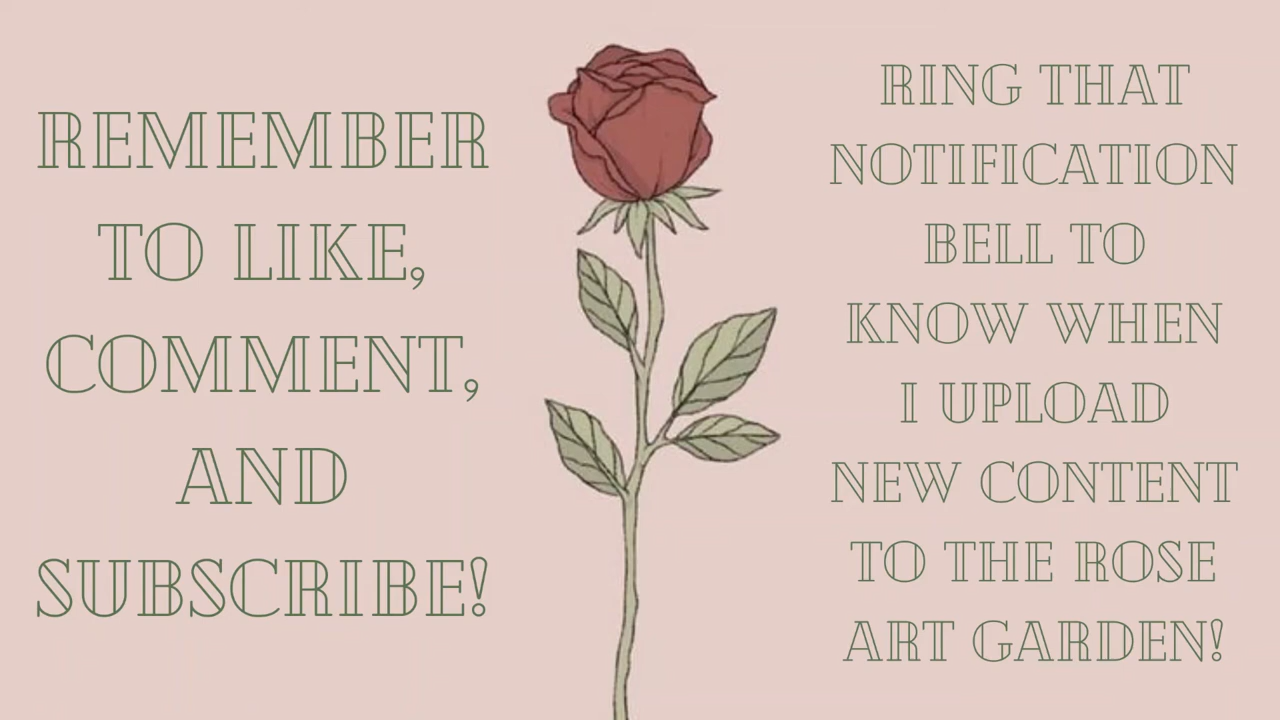 REMEMBER
TO LIKE,
COMMENT,
AND
SUBSCRIBE!
RING THAT
NOTIFICATION
BELL TO
KNOW WHEN
I UPLOAD
NEW CONTENT
TO THE ROSE
ART GARDEN!